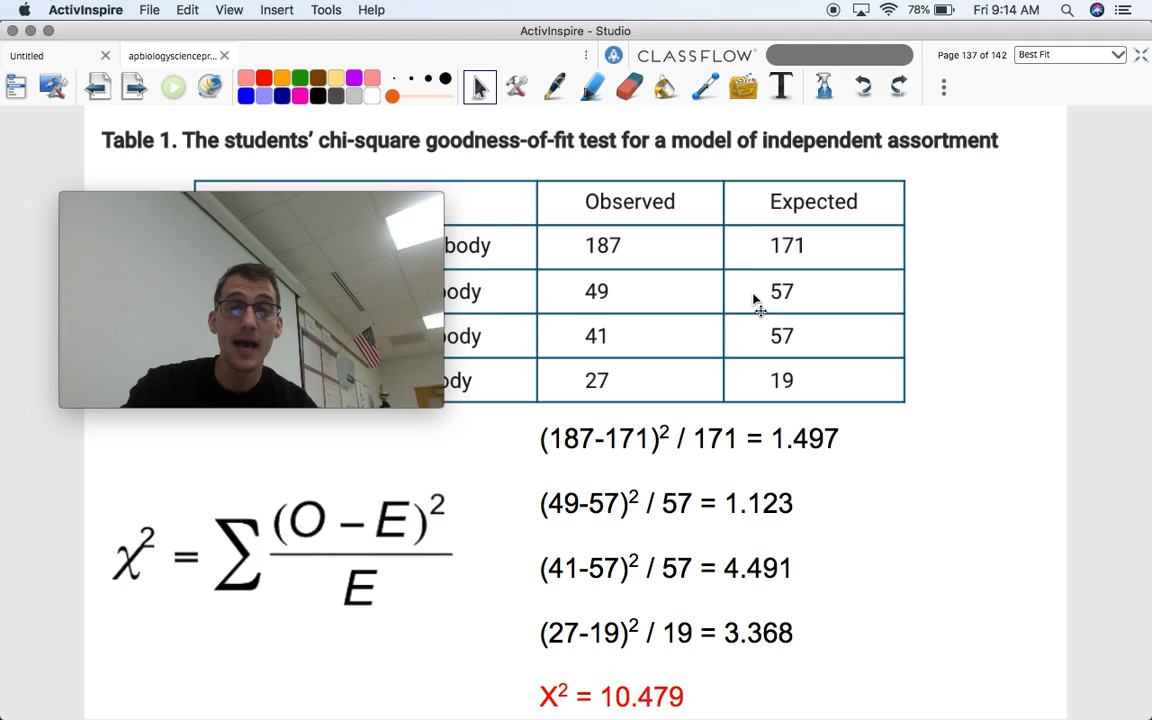 ActivInspire File Edit View Insert Tools Help 78% Fri 9:14 AM
ActivInspire - Studio
Untitled apbiologysciencepr... CLASSFLOW Page 137 of 142 Best Fit
Table 1. The students’ chi-square goodness-of-fit test for a model of independent assortment
Observed Expected
body 187 171
body 49 57
body 41 57
body 27 19
(187-171)² / 171 = 1.497
(49-57)² / 57 = 1.123
χ² = ∑ (O – E)² / E
(41-57)² / 57 = 4.491
(27-19)² / 19 = 3.368
X² = 10.479